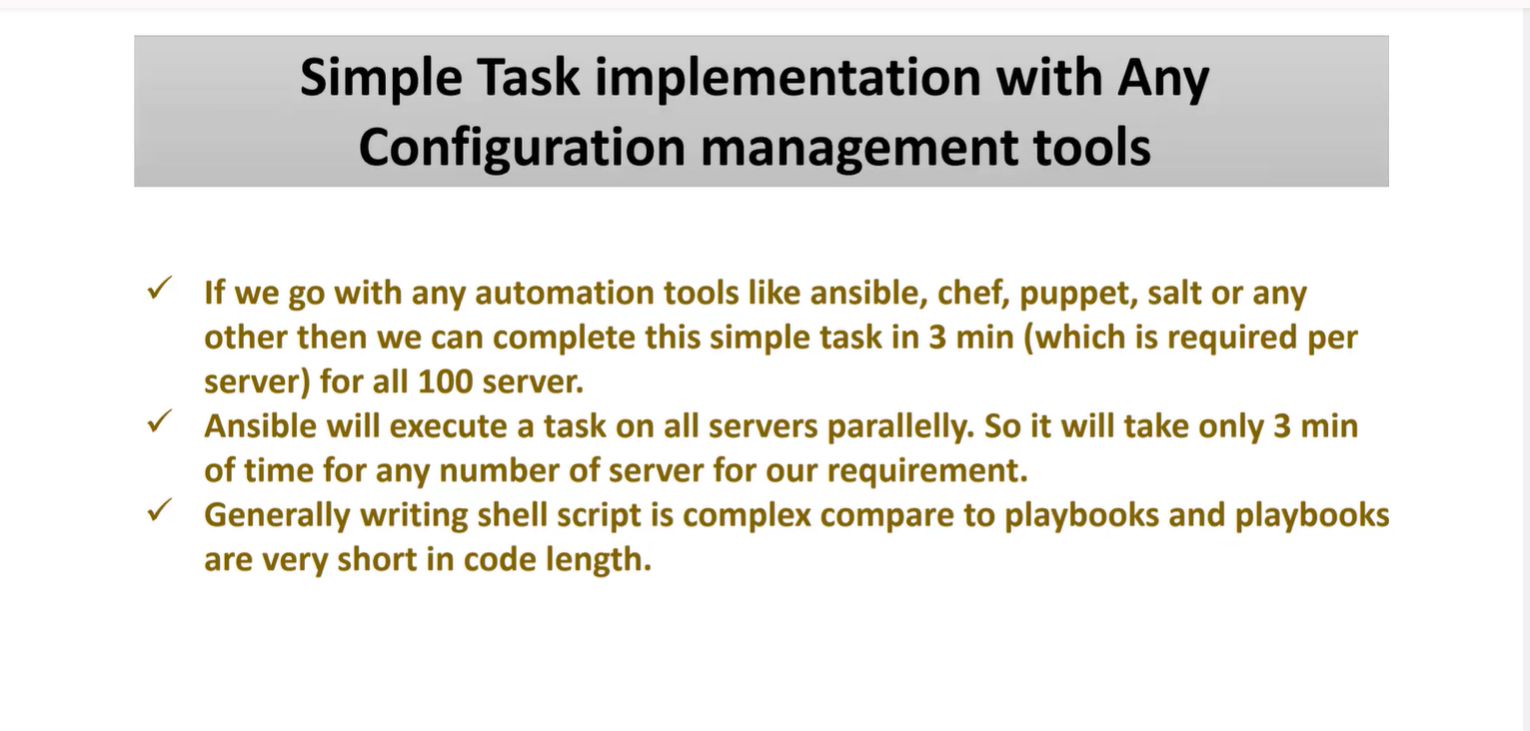 Simple Task implementation with Any
Configuration management tools
✓ If we go with any automation tools like ansible, chef, puppet, salt or any
other then we can complete this simple task in 3 min (which is required per
server) for all 100 server.
✓ Ansible will execute a task on all servers parallelly. So it will take only 3 min
of time for any number of server for our requirement.
✓ Generally writing shell script is complex compare to playbooks and playbooks
are very short in code length.